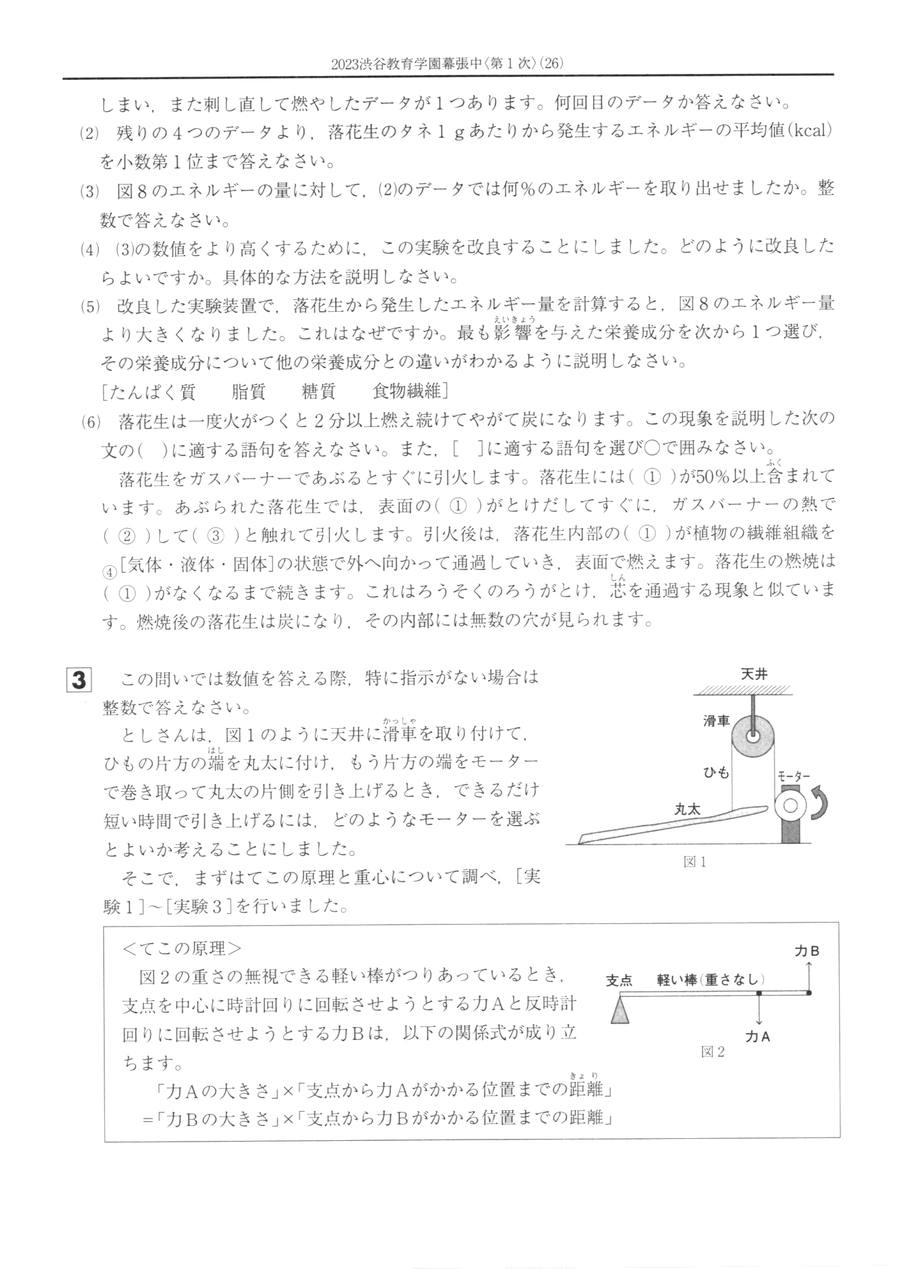 2023渋谷教育学園幕張中〈第1次〉(26)
しまい，また刺し直して燃やしたデータが1つあります。何回目のデータか答えなさい。
(2) 残りの4つのデータより，落花生のタネ1gあたりから発生するエネルギーの平均値(kcal)
を小数第1位まで答えなさい。
(3) 図8のエネルギーの量に対して，(2)のデータでは何%のエネルギーを取り出せましたか。整
数で答えなさい。
(4) (3)の数値をより高くするために，この実験を改良することにしました。どのように改良した
らよいですか。具体的な方法を説明しなさい。
(5) 改良した実験装置で，落花生から発生したエネルギー量を計算すると，図8のエネルギー量
えいきょう
より大きくなりました。これはなぜですか。最も影響を与えた栄養成分を次から1つ選び，
その栄養成分について他の栄養成分との違いがわかるように説明しなさい。
[たんぱく質 脂質 糖質 食物繊維]
(6) 落花生は一度火がつくと2分以上燃え続けてやがて炭になります。この現象を説明した次の
文の( )に適する語句を答えなさい。また，[ ]に適する語句を選び○で囲みなさい。
ふく
落花生をガスバーナーであぶるとすぐに引火します。落花生には( ① )が50%以上含まれて
います。あぶられた落花生では，表面の( ① )がとけだしてすぐに，ガスバーナーの熱で
( ② )して( ③ )と触れて引火します。引火後は，落花生内部の( ① )が植物の繊維組織を
④[気体・液体・固体]の状態で外へ向かって通過していき，表面で燃えます。落花生の燃焼は
しん
( ① )がなくなるまで続きます。これはろうそくのろうがとけ，芯を通過する現象と似ていま
す。燃焼後の落花生は炭になり，その内部には無数の穴が見られます。
3 この問いでは数値を答える際，特に指示がない場合は
整数で答えなさい。
かっしゃ
としさんは，図1のように天井に滑車を取り付けて，
はし
ひもの片方の端を丸太に付け，もう片方の端をモーター
で巻き取って丸太の片側を引き上げるとき，できるだけ
短い時間で引き上げるには，どのようなモーターを選ぶ
とよいか考えることにしました。
そこで，まずはてこの原理と重心について調べ，[実
験1]～[実験3]を行いました。
天井
滑車
ひも
モーター
丸太
図1
＜てこの原理＞
図2の重さの無視できる軽い棒がつりあっているとき，
支点を中心に時計回りに回転させようとする力Aと反時計
回りに回転させようとする力Bは，以下の関係式が成り立
ちます。
きょり
「力Aの大きさ」×「支点から力Aがかかる位置までの距離」
＝「力Bの大きさ」×「支点から力Bがかかる位置までの距離」
力B
支点 軽い棒(重さなし)
力A
図2